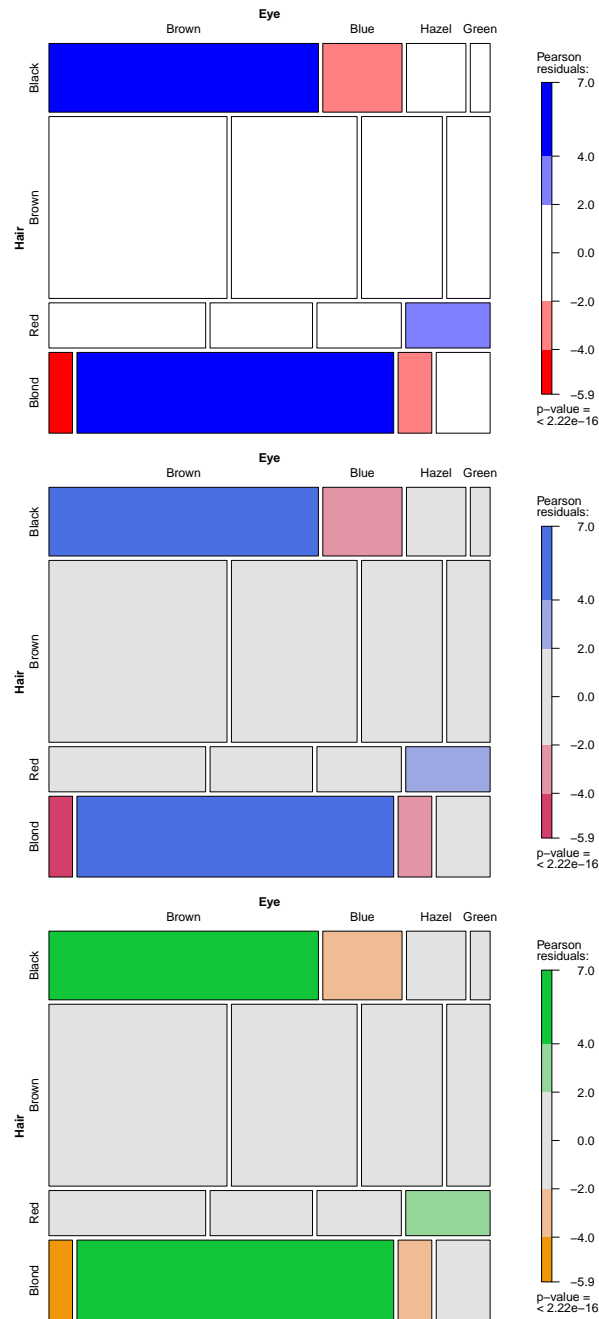 Eye
Brown Blue Hazel Green
Hair
Black
Brown
Red
Blond
Pearson
residuals:
7.0
4.0
2.0
0.0
−2.0
−4.0
−5.9
p−value =
< 2.22e−16
Eye
Brown Blue Hazel Green
Hair
Black
Brown
Red
Blond
Pearson
residuals:
7.0
4.0
2.0
0.0
−2.0
−4.0
−5.9
p−value =
< 2.22e−16
Eye
Brown Blue Hazel Green
Hair
Black
Brown
Red
Blond
Pearson
residuals:
7.0
4.0
2.0
0.0
−2.0
−4.0
−5.9
p−value =
< 2.22e−16